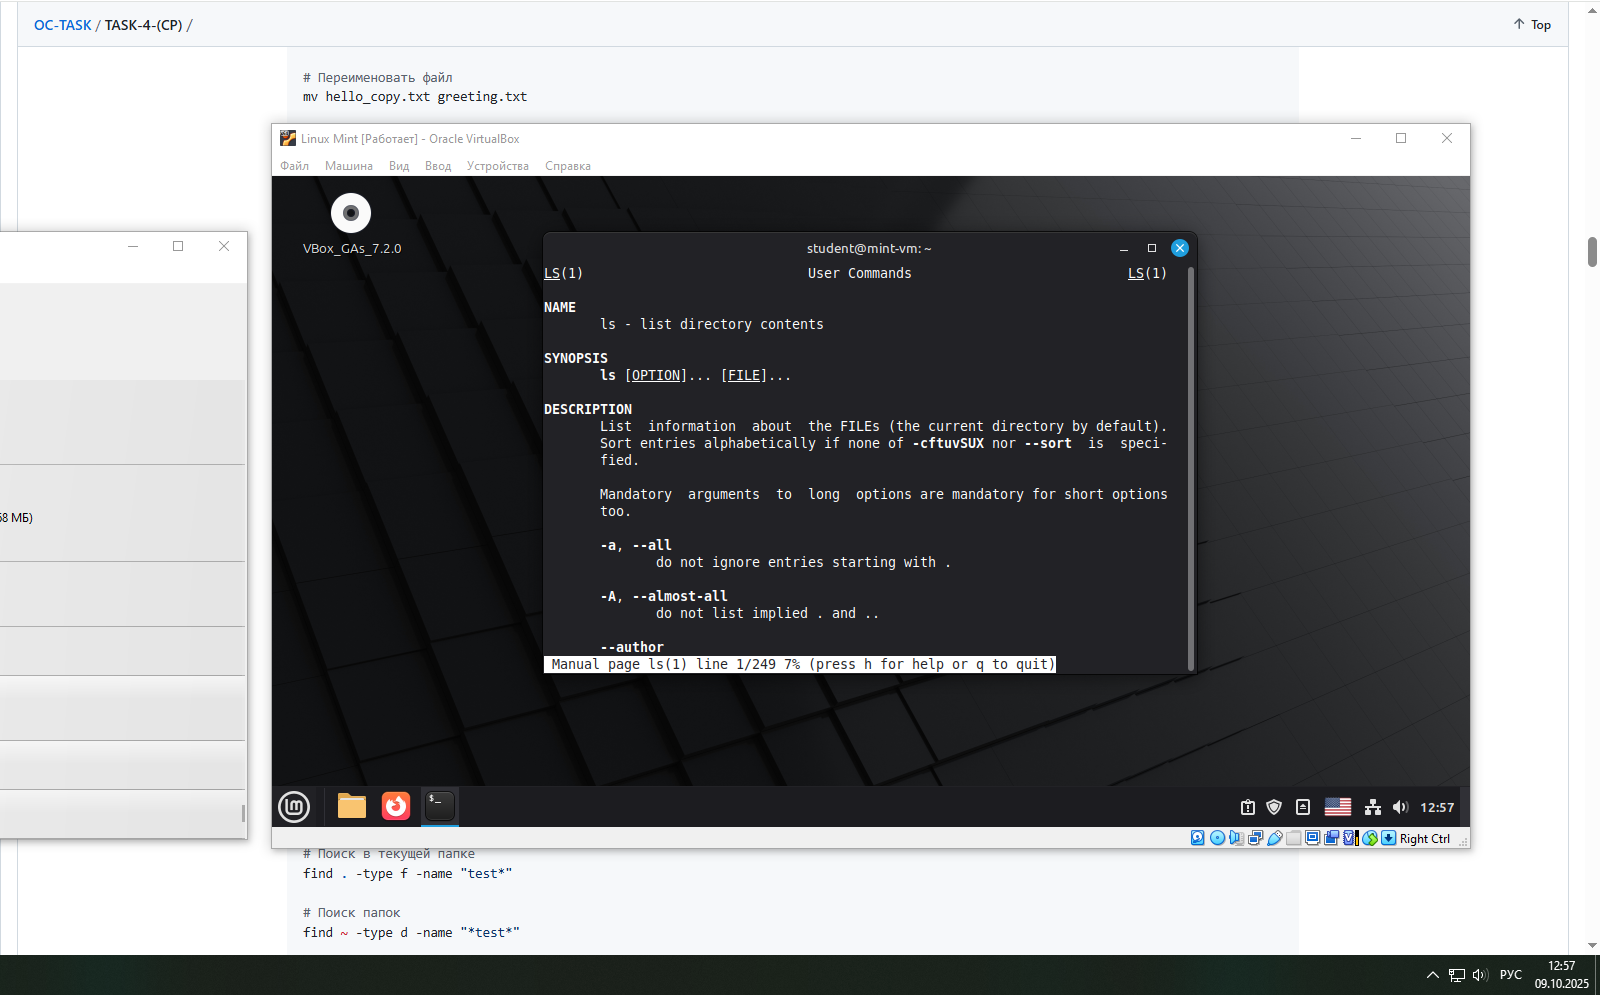 OC-TASK / TASK-4-(CP) /
Top
# Переименовать файл
mv hello_copy.txt greeting.txt
Linux Mint [Работает] - Oracle VirtualBox
Файл Машина Вид Ввод Устройства Справка
VBox_GAs_7.2.0
student@mint-vm: ~
LS(1) User Commands LS(1)
NAME
ls - list directory contents
SYNOPSIS
ls [OPTION]... [FILE]...
DESCRIPTION
List information about the FILEs (the current directory by default).
Sort entries alphabetically if none of -cftuvSUX nor --sort is speci-
fied.
Mandatory arguments to long options are mandatory for short options
too.
-a, --all
do not ignore entries starting with .
-A, --almost-all
do not list implied . and ..
--author
Manual page ls(1) line 1/249 7% (press h for help or q to quit)
68 МБ)
12:57
Right Ctrl
# Поиск в текущей папке
find . -type f -name "test*"
# Поиск папок
find ~ -type d -name "*test*"
РУС
12:57
09.10.2025